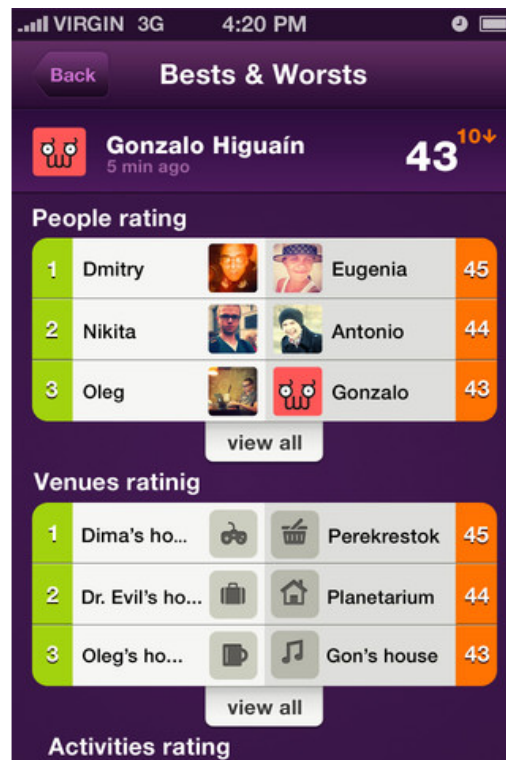 VIRGIN 3G 4:20 PM
Back Bests & Worsts
Gonzalo Higuaín 43 10↓
5 min ago
People rating
1 Dmitry Eugenia 45
2 Nikita Antonio 44
3 Oleg Gonzalo 43
view all
Venues ratinig
1 Dima's ho... Perekrestok 45
2 Dr. Evil's ho... Planetarium 44
3 Oleg's ho... Gon's house 43
view all
Activities rating